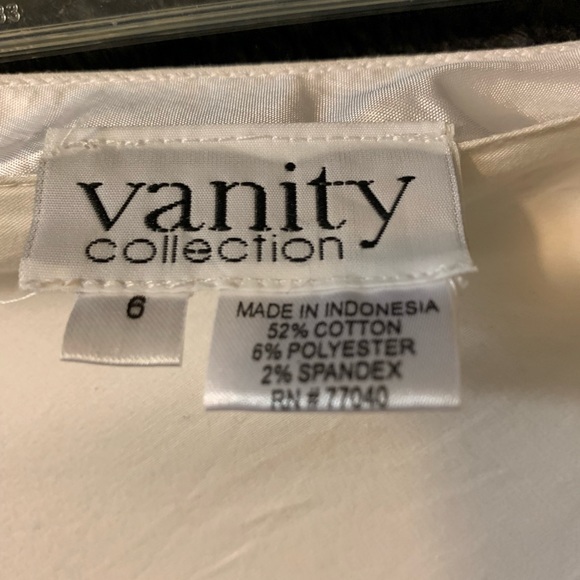 vanity
collection
6
MADE IN INDONESIA
52% COTTON
6% POLYESTER
2% SPANDEX
RN # 77040